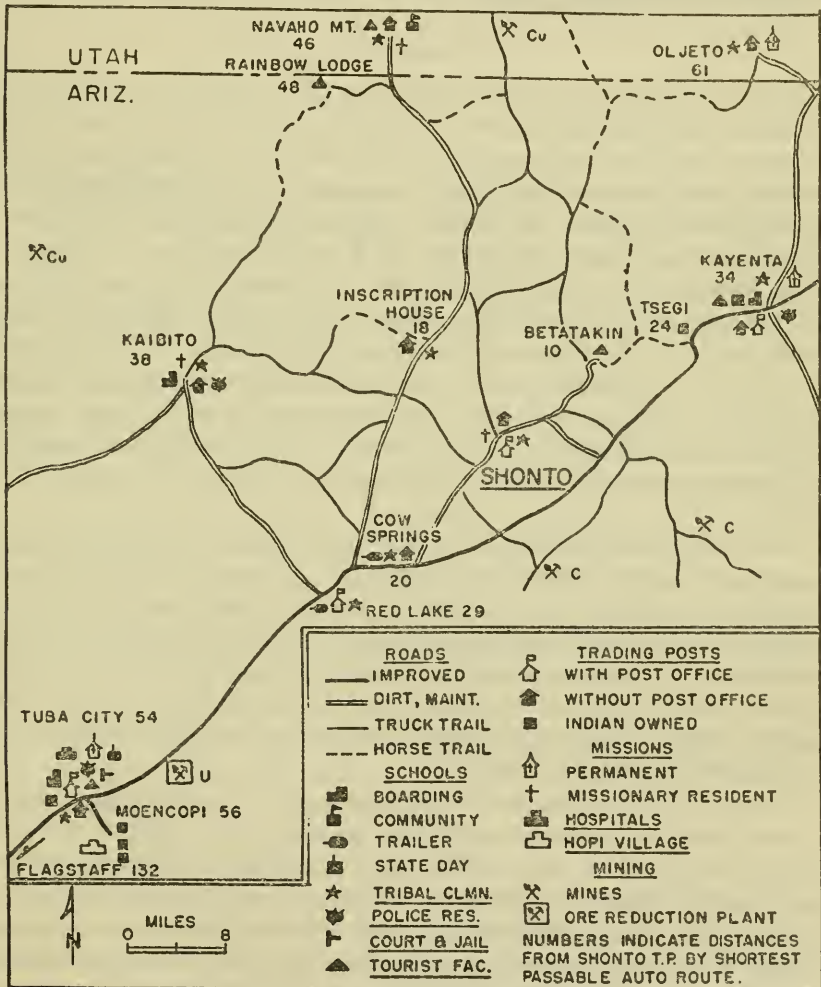 NAVAHO MT.
46
Cu
OLJETO
61
UTAH
ARIZ.
RAINBOW LODGE
48
Cu
KAYENTA
34
INSCRIPTION
HOUSE
18
TSEGI
24
BETATAKIN
10
KAIBITO
38
SHONTO
COW
SPRINGS
20
C
C
RED LAKE 29
TUBA CITY 54
U
MOENCOPI 56
FLAGSTAFF 132
N
MILES
0 8
ROADS
IMPROVED
DIRT, MAINT.
TRUCK TRAIL
HORSE TRAIL
SCHOOLS
BOARDING
COMMUNITY
TRAILER
STATE DAY
TRIBAL CLMN.
POLICE RES.
COURT & JAIL
TOURIST FAC.
TRADING POSTS
WITH POST OFFICE
WITHOUT POST OFFICE
INDIAN OWNED
MISSIONS
PERMANENT
MISSIONARY RESIDENT
HOSPITALS
HOPI VILLAGE
MINING
MINES
ORE REDUCTION PLANT
NUMBERS INDICATE DISTANCES
FROM SHONTO T.P. BY SHORTEST
PASSABLE AUTO ROUTE.